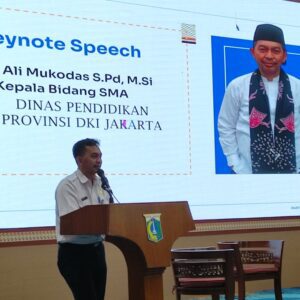 eynote Speech
Ali Mukodas S.Pd, M.Si
Kepala Bidang SMA
DINAS PENDIDIKAN
PROVINSI DKI JAKARTA